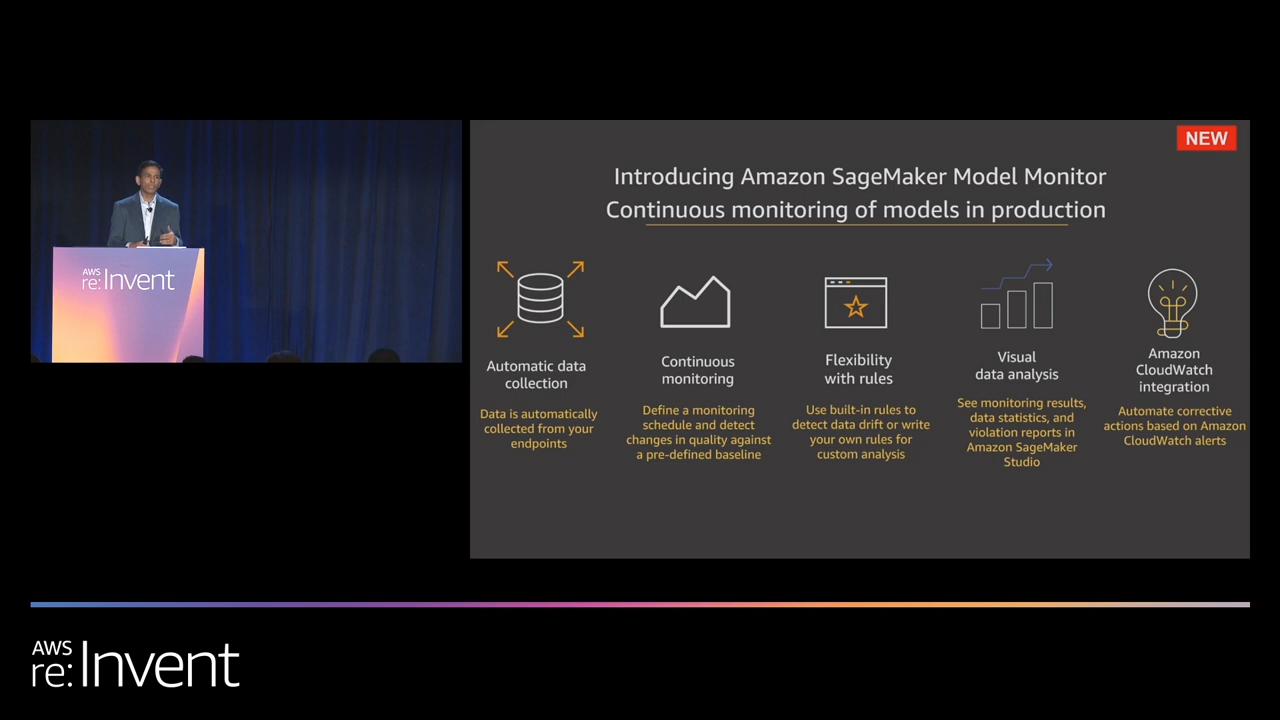 AWS
re:Invent
NEW
Introducing Amazon SageMaker Model Monitor
Continuous monitoring of models in production
Automatic data
collection
Data is automatically
collected from your
endpoints
Continuous
monitoring
Define a monitoring
schedule and detect
changes in quality against
a pre-defined baseline
Flexibility
with rules
Use built-in rules to
detect data drift or write
your own rules for
custom analysis
Visual
data analysis
See monitoring results,
data statistics, and
violation reports in
Amazon SageMaker
Studio
Amazon
CloudWatch
integration
Automate corrective
actions based on Amazon
CloudWatch alerts
AWS
re:Invent